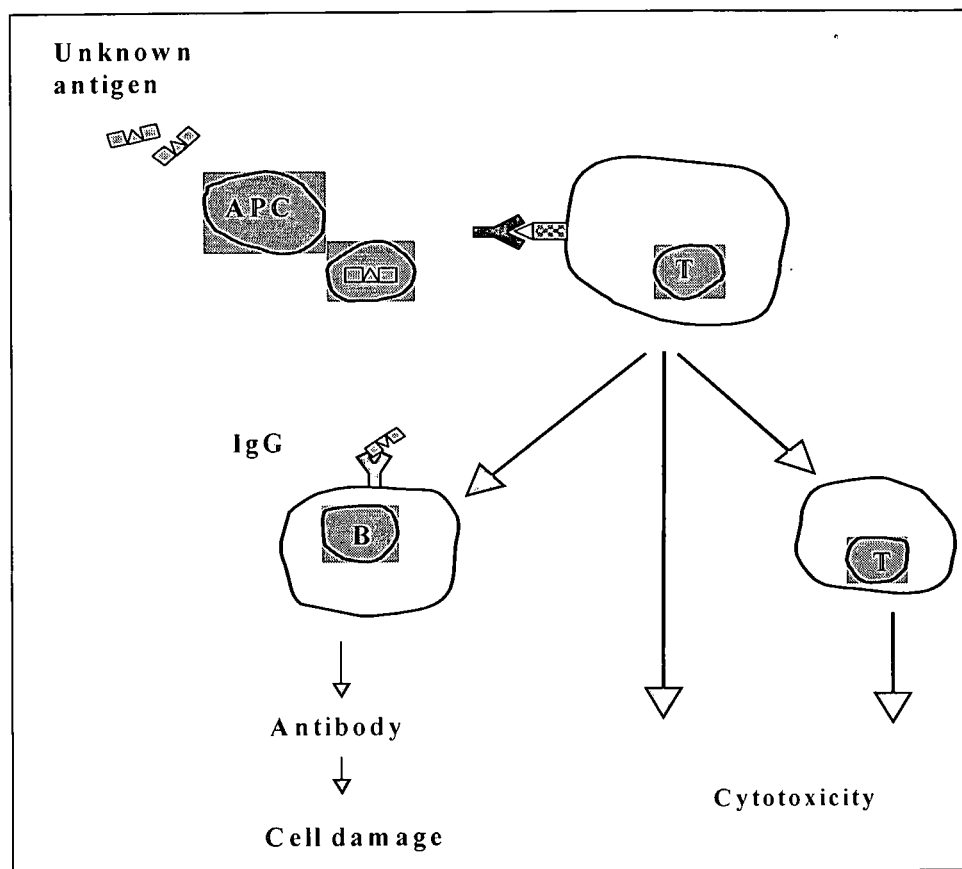 Unknown
antigen
APC
T
IgG
B
T
Antibody
Cytotoxicity
Cell damage